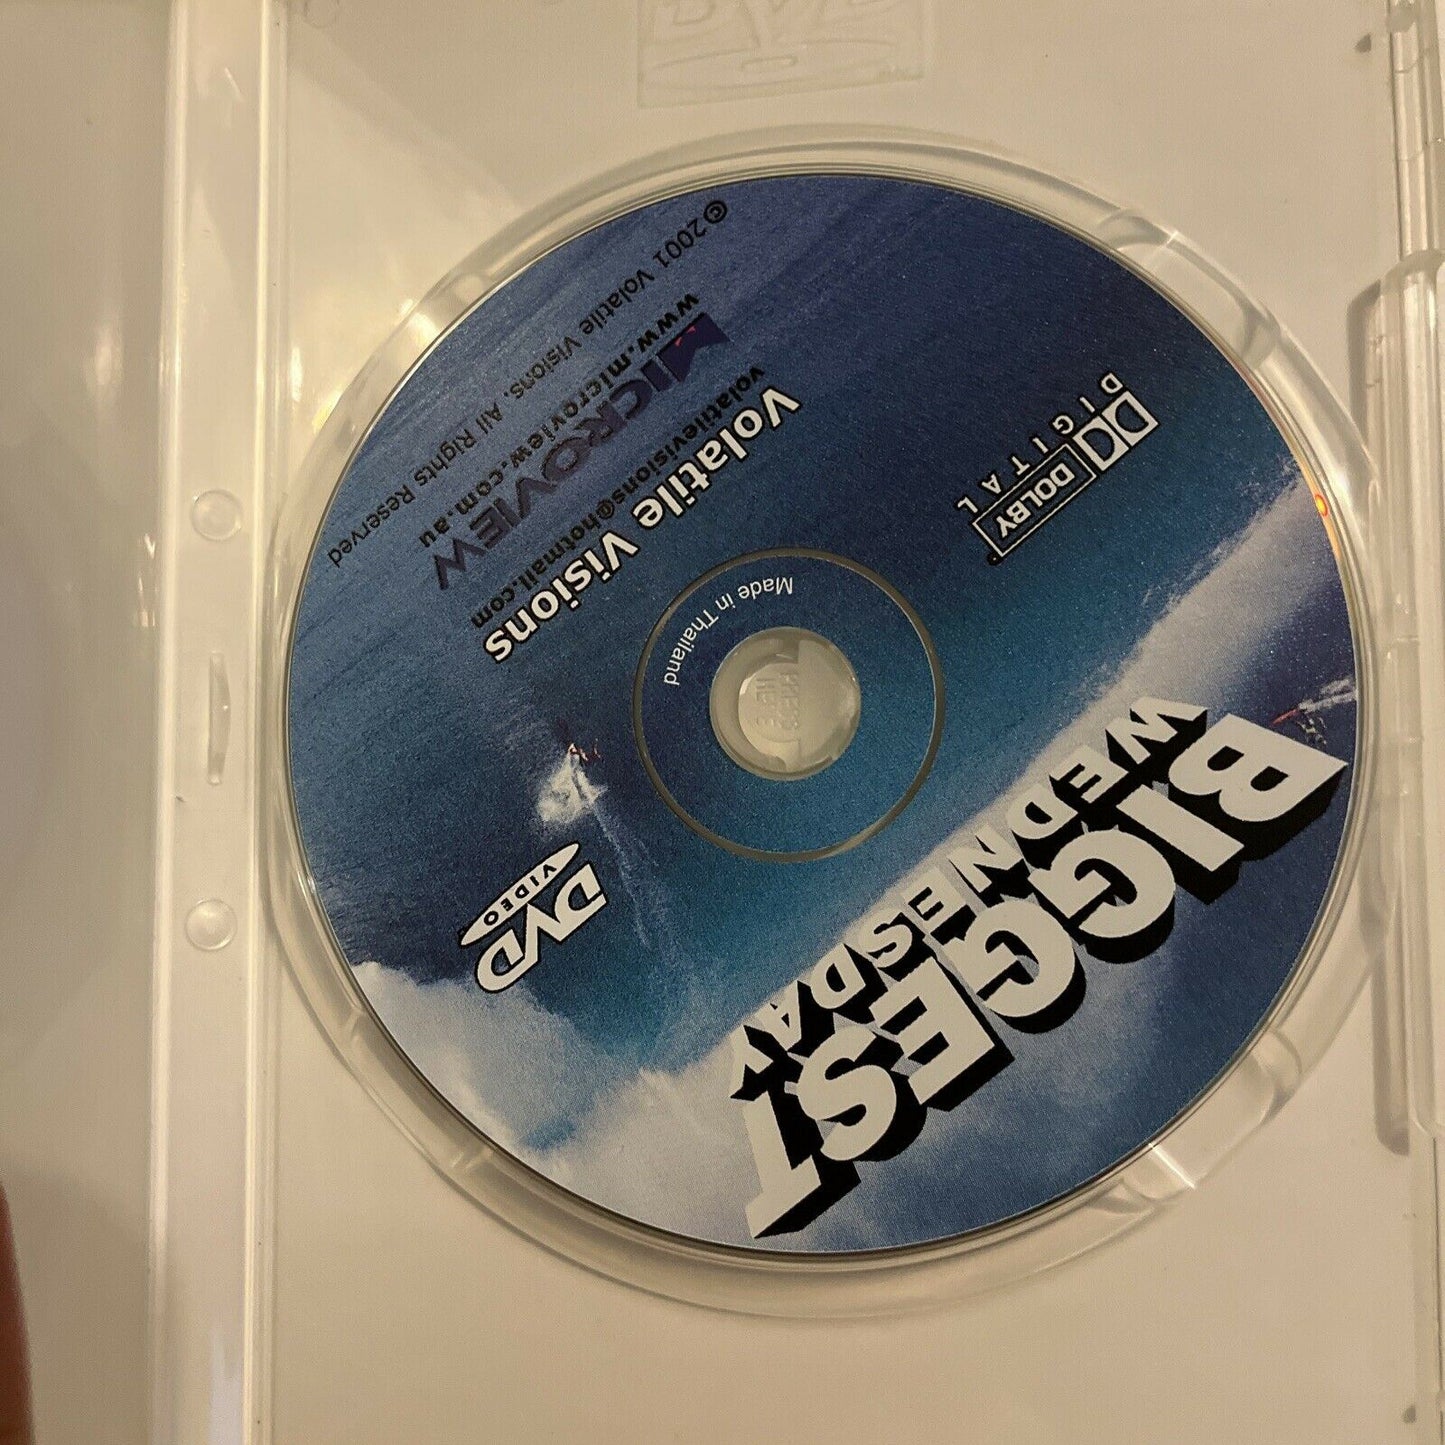 BIGGEST
WEDNESDAY
DOLBY
DIGITAL
DVD
VIDEO
Made in Thailand
Volatile Visions
volatilevisions@hotmail.com
MICROVIEW
www.microview.com.au
©2001 Volatile Visions. All Rights Reserved